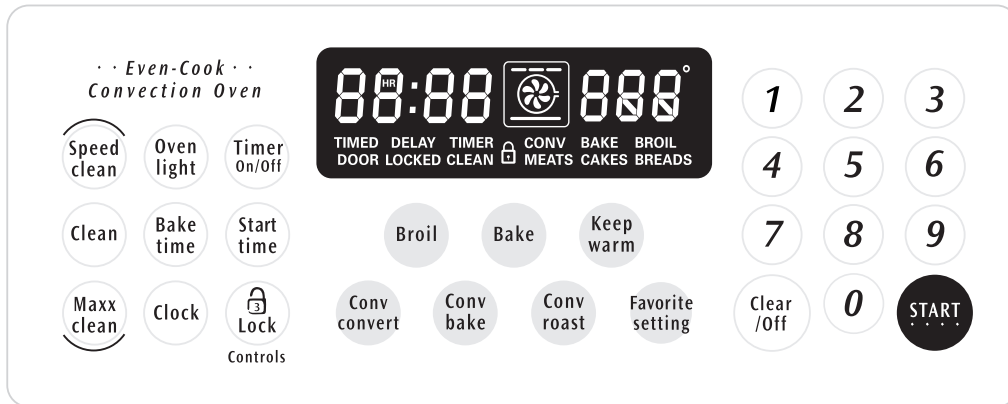 · · Even-Cook · ·
Convection Oven
Speed
clean
Oven
light
Timer
On/Off
Clean
Bake
time
Start
time
Maxx
clean
Clock
3
Lock
Controls
88:88 888°
HR
TIMED DELAY TIMER CONV BAKE BROIL
DOOR LOCKED CLEAN MEATS CAKES BREADS
Broil
Bake
Keep
warm
Conv
convert
Conv
bake
Conv
roast
Favorite
setting
1 2 3
4 5 6
7 8 9
Clear
/Off
0
START